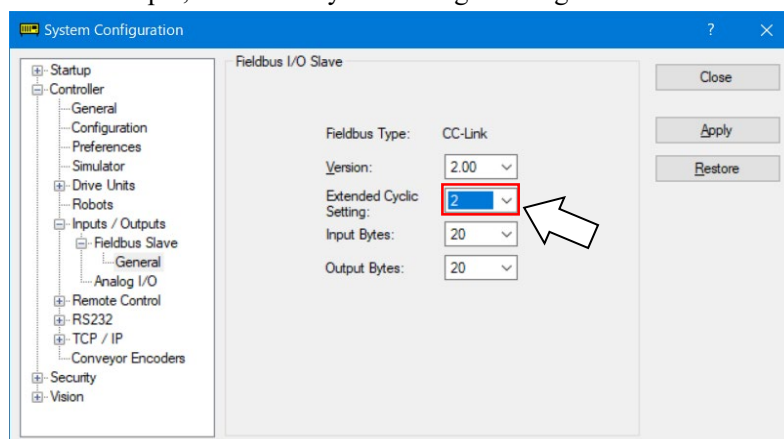 System Configuration
?
Startup
Controller
General
Configuration
Preferences
Simulator
Drive Units
Robots
Inputs / Outputs
Fieldbus Slave
General
Analog I/O
Remote Control
RS232
TCP / IP
Conveyor Encoders
Security
Vision
Fieldbus I/O Slave
Fieldbus Type: CC-Link
Version: 2.00
Extended Cyclic
Setting: 2
Input Bytes: 20
Output Bytes: 20
Close
Apply
Restore